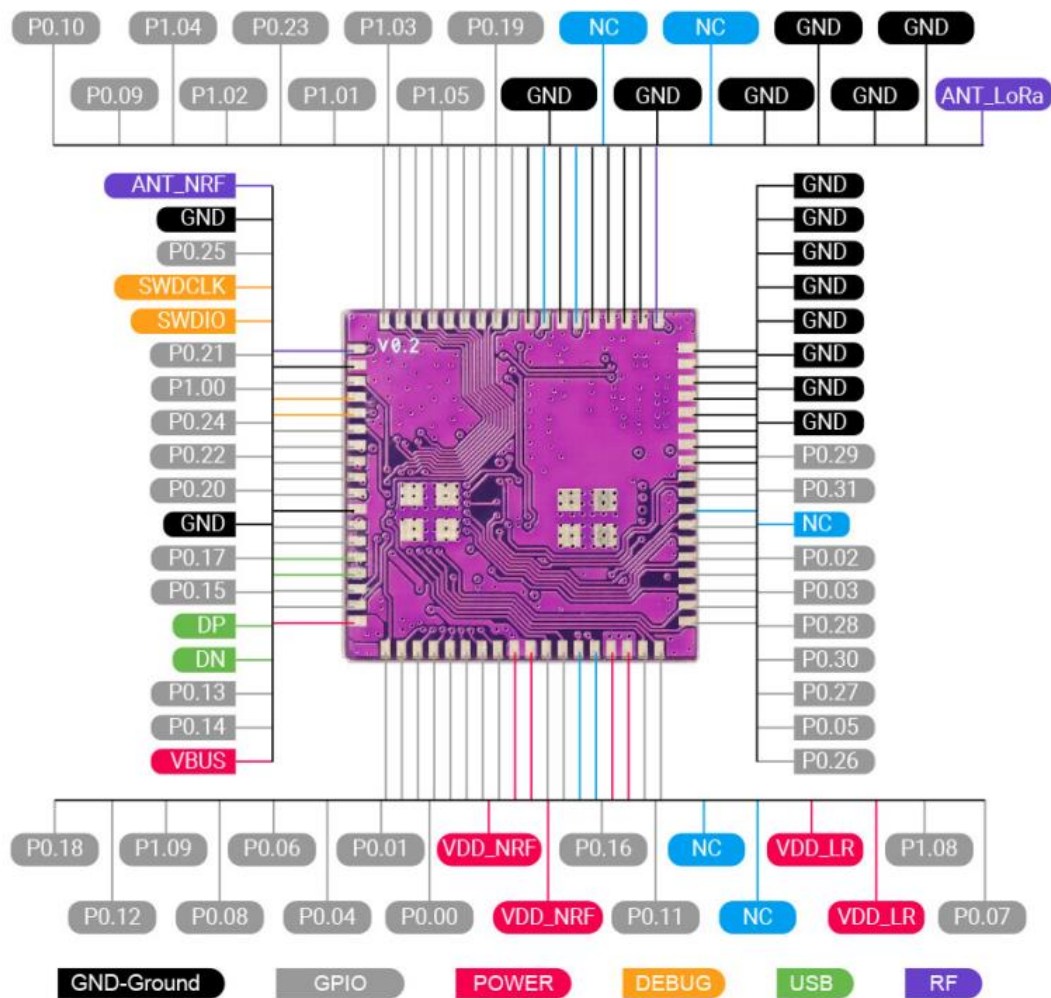 P0.10 P1.04 P0.23 P1.03 P0.19 NC NC GND GND
P0.09 P1.02 P1.01 P1.05 GND GND GND GND ANT_LoRa
ANT_NRF GND
GND GND
P0.25 GND
SWDCLK GND
SWDIO GND
V0.2
P0.21 GND
P1.00 GND
P0.24 GND
P0.22 P0.29
P0.20 P0.31
GND NC
P0.17 P0.02
P0.15 P0.03
DP P0.28
DN P0.30
P0.13 P0.27
P0.14 P0.05
VBUS P0.26
P0.18 P1.09 P0.06 P0.01 VDD_NRF P0.16 NC VDD_LR P1.08
P0.12 P0.08 P0.04 P0.00 VDD_NRF P0.11 NC VDD_LR P0.07
GND-Ground GPIO POWER DEBUG USB RF